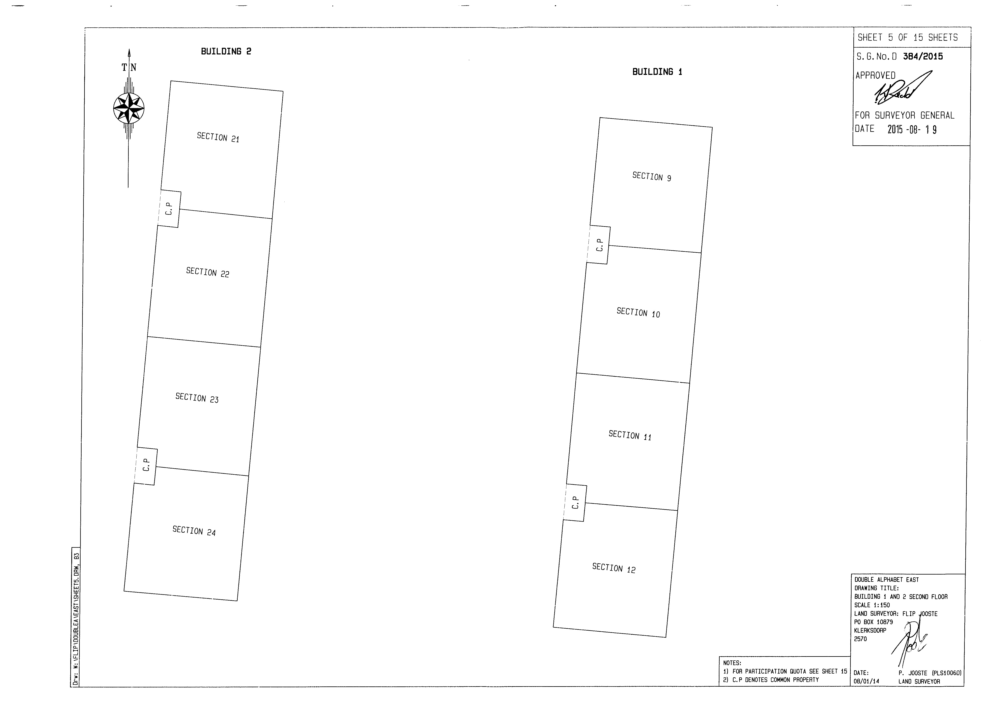 SHEET 5 OF 15 SHEETS
S.G.No.D 384/2015
APPROVED
FOR SURVEYOR GENERAL
DATE 2015-08-19
BUILDING 2
BUILDING 1
T N
SECTION 21
C.P
SECTION 22
SECTION 23
C.P
SECTION 24
SECTION 9
C.P
SECTION 10
SECTION 11
C.P
SECTION 12
Drw: W:\FLIP\DOUBLEA\EAST\SHEET5.DRW, B3
NOTES:
1) FOR PARTICIPATION QUOTA SEE SHEET 15
2) C.P DENOTES COMMON PROPERTY
DOUBLE ALPHABET EAST
DRAWING TITLE:
BUILDING 1 AND 2 SECOND FLOOR
SCALE 1:150
LAND SURVEYOR: FLIP JOOSTE
PO BOX 10879
KLERKSDORP
2570
DATE: P. JOOSTE (PLS1006D)
08/01/14 LAND SURVEYOR